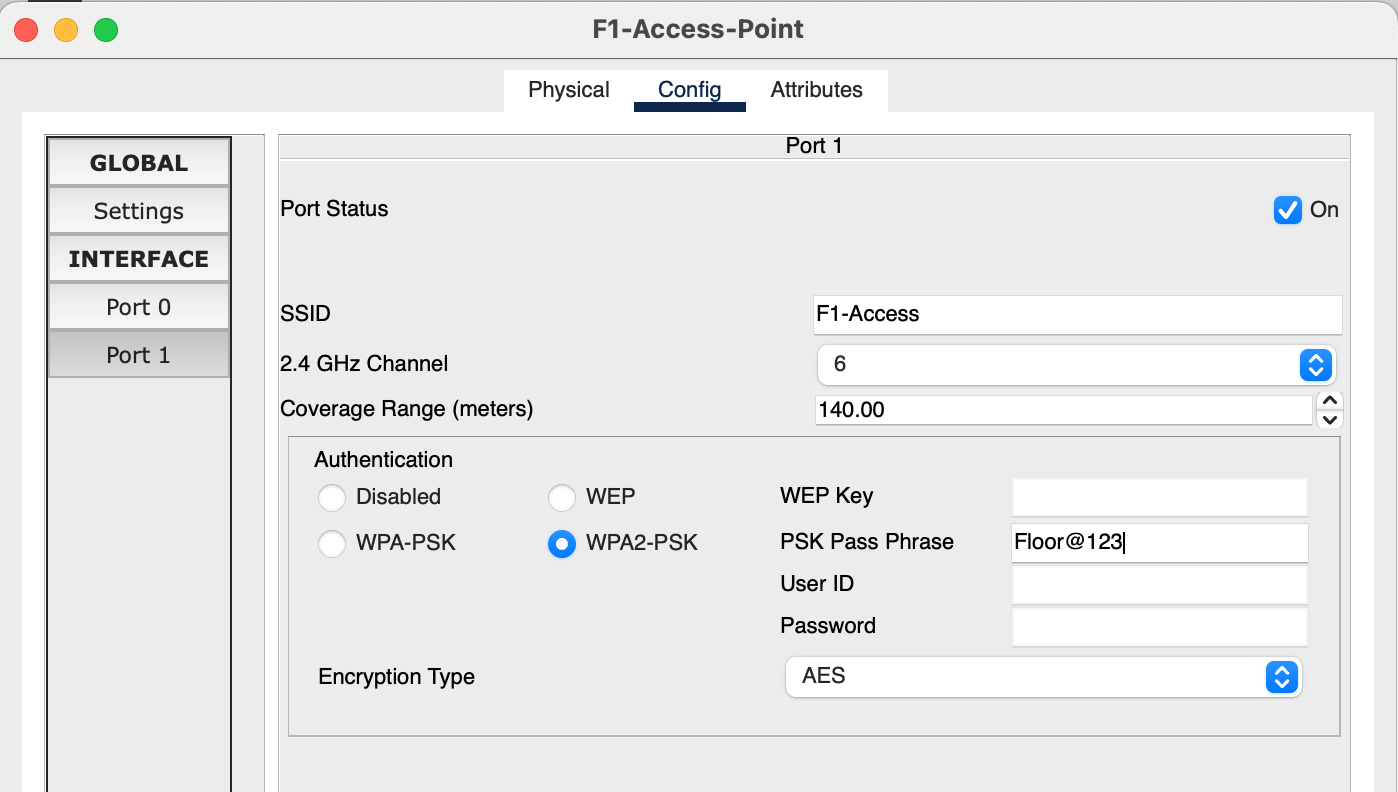 F1-Access-Point
Physical Config Attributes
GLOBAL
Settings
INTERFACE
Port 0
Port 1
Port 1
Port Status On
SSID F1-Access
2.4 GHz Channel 6
Coverage Range (meters) 140.00
Authentication
Disabled WEP WEP Key
WPA-PSK WPA2-PSK PSK Pass Phrase Floor@123
User ID
Password
Encryption Type AES